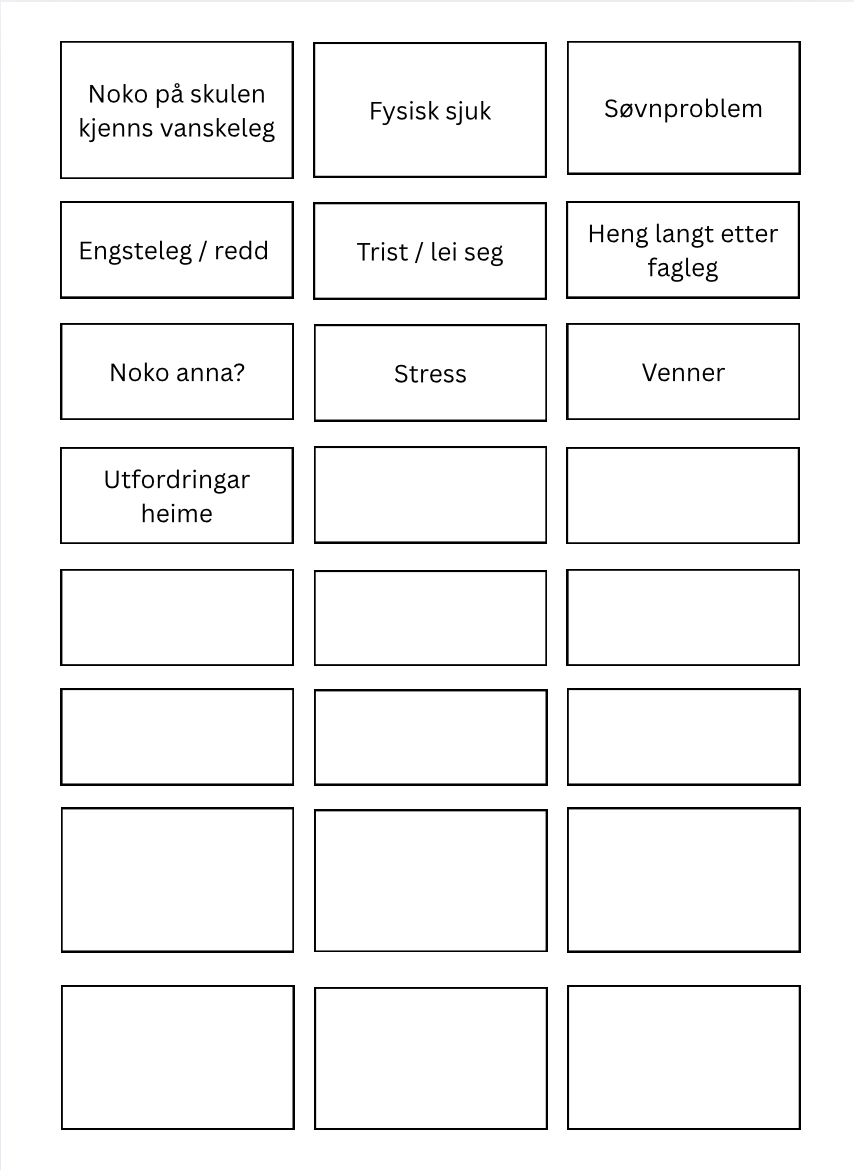 Noko på skulen
kjenns vanskeleg
Fysisk sjuk
Søvnproblem
Engsteleg / redd
Trist / lei seg
Heng langt etter
fagleg
Noko anna?
Stress
Venner
Utfordringar
heime